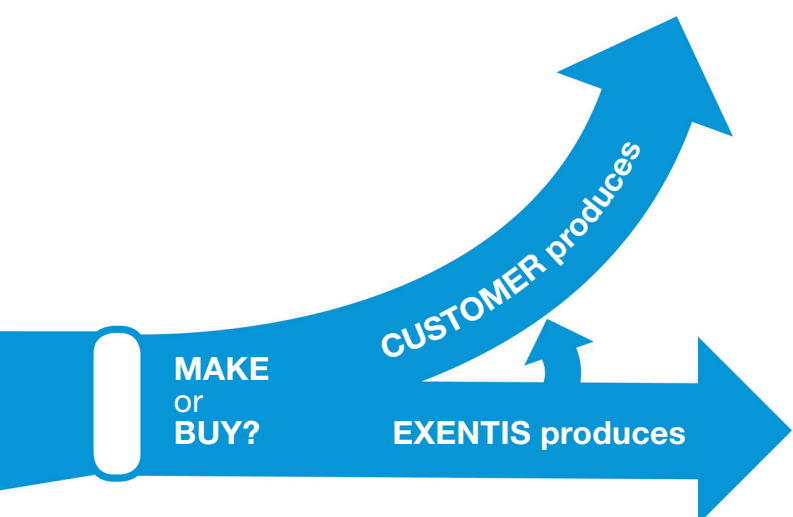 CUSTOMER produces
MAKE
or
BUY?
EXENTIS produces